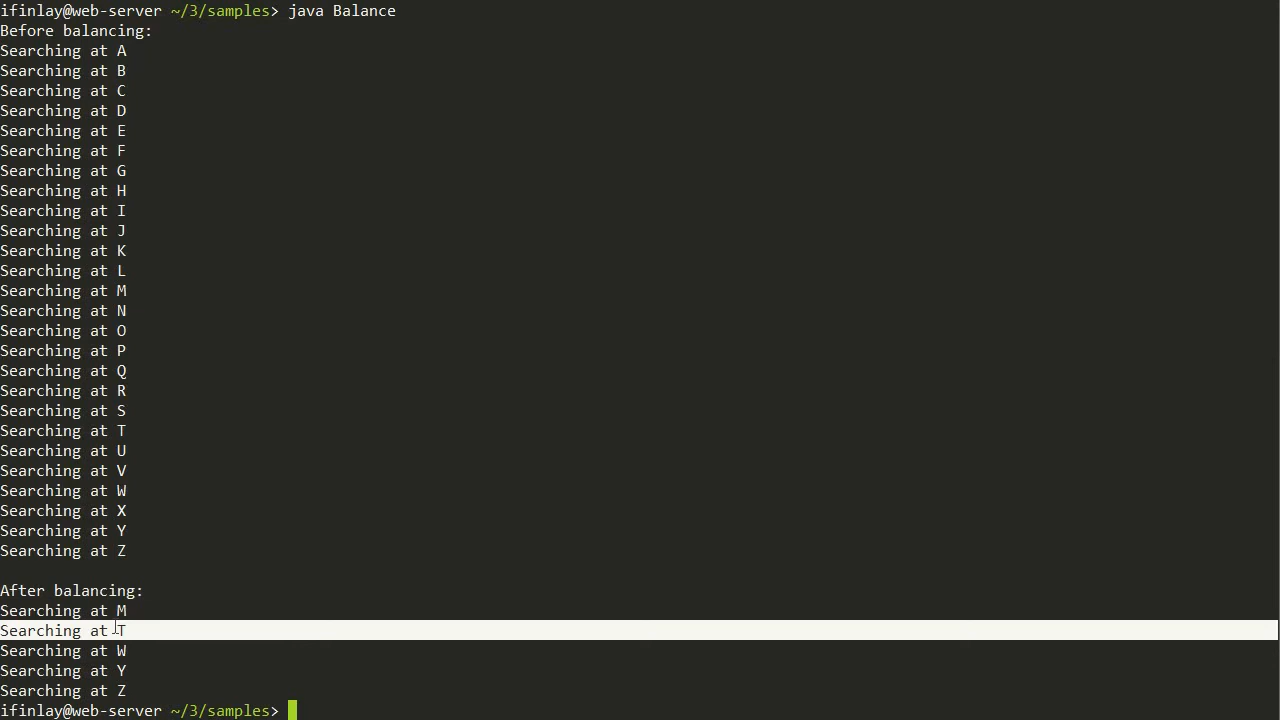 ifinlay@web-server ~/3/samples> java Balance
Before balancing:
Searching at A
Searching at B
Searching at C
Searching at D
Searching at E
Searching at F
Searching at G
Searching at H
Searching at I
Searching at J
Searching at K
Searching at L
Searching at M
Searching at N
Searching at O
Searching at P
Searching at Q
Searching at R
Searching at S
Searching at T
Searching at U
Searching at V
Searching at W
Searching at X
Searching at Y
Searching at Z
After balancing:
Searching at M
Searching at T
Searching at W
Searching at Y
Searching at Z
ifinlay@web-server ~/3/samples>